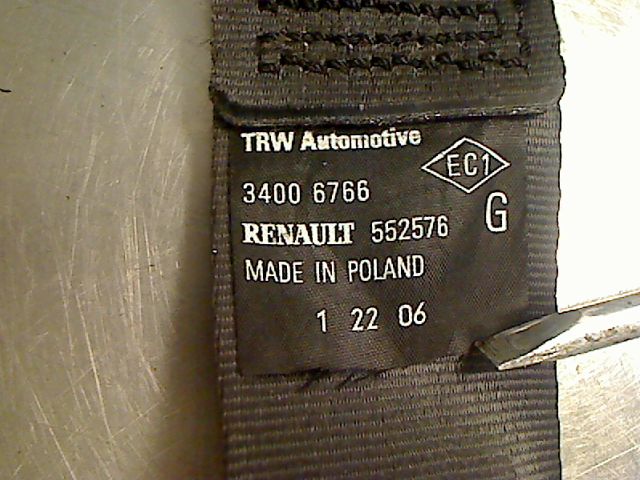 TRW Automotive
EC1
3400 6766
G
RENAULT 552576
MADE IN POLAND
1 22 06